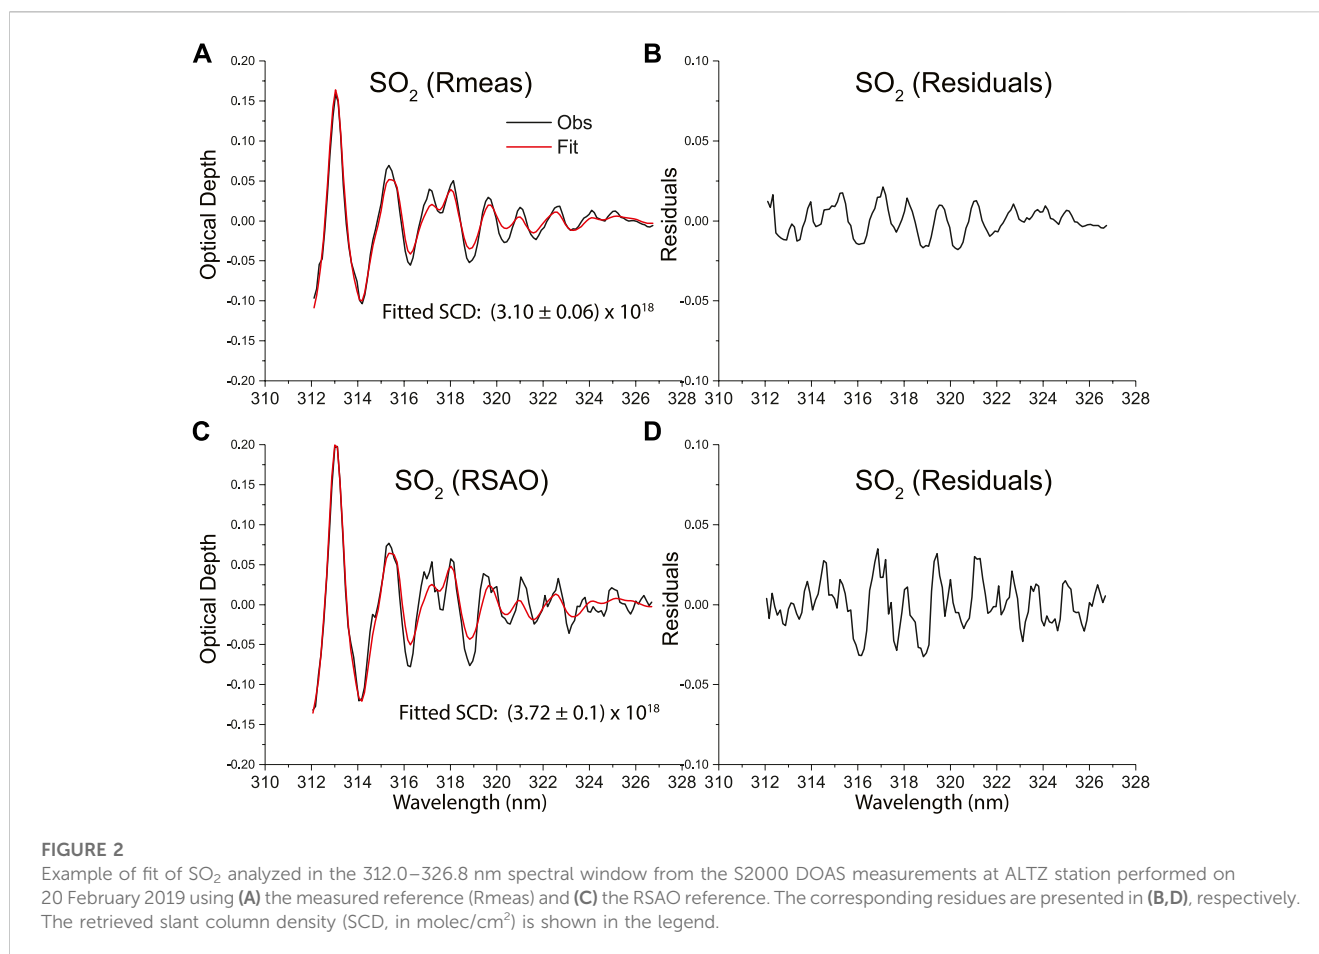 A
SO₂ (Rmeas)
Obs
Fit
Optical Depth
0.20
0.15
0.10
0.05
0.00
-0.05
-0.10
-0.15
-0.20
Fitted SCD: (3.10 ± 0.06) x 10¹⁸
310 312 314 316 318 320 322 324 326 328
B
SO₂ (Residuals)
Residuals
0.10
0.05
0.00
-0.05
-0.10
310 312 314 316 318 320 322 324 326 328
C
SO₂ (RSAO)
Optical Depth
0.20
0.15
0.10
0.05
0.00
-0.05
-0.10
-0.15
-0.20
Fitted SCD: (3.72 ± 0.1) x 10¹⁸
310 312 314 316 318 320 322 324 326 328
Wavelength (nm)
D
SO₂ (Residuals)
Residuals
0.10
0.05
0.00
-0.05
-0.10
310 312 314 316 318 320 322 324 326 328
Wavelength (nm)
FIGURE 2
Example of fit of SO₂ analyzed in the 312.0–326.8 nm spectral window from the S2000 DOAS measurements at ALTZ station performed on
20 February 2019 using (A) the measured reference (Rmeas) and (C) the RSAO reference. The corresponding residues are presented in (B,D), respectively.
The retrieved slant column density (SCD, in molec/cm²) is shown in the legend.